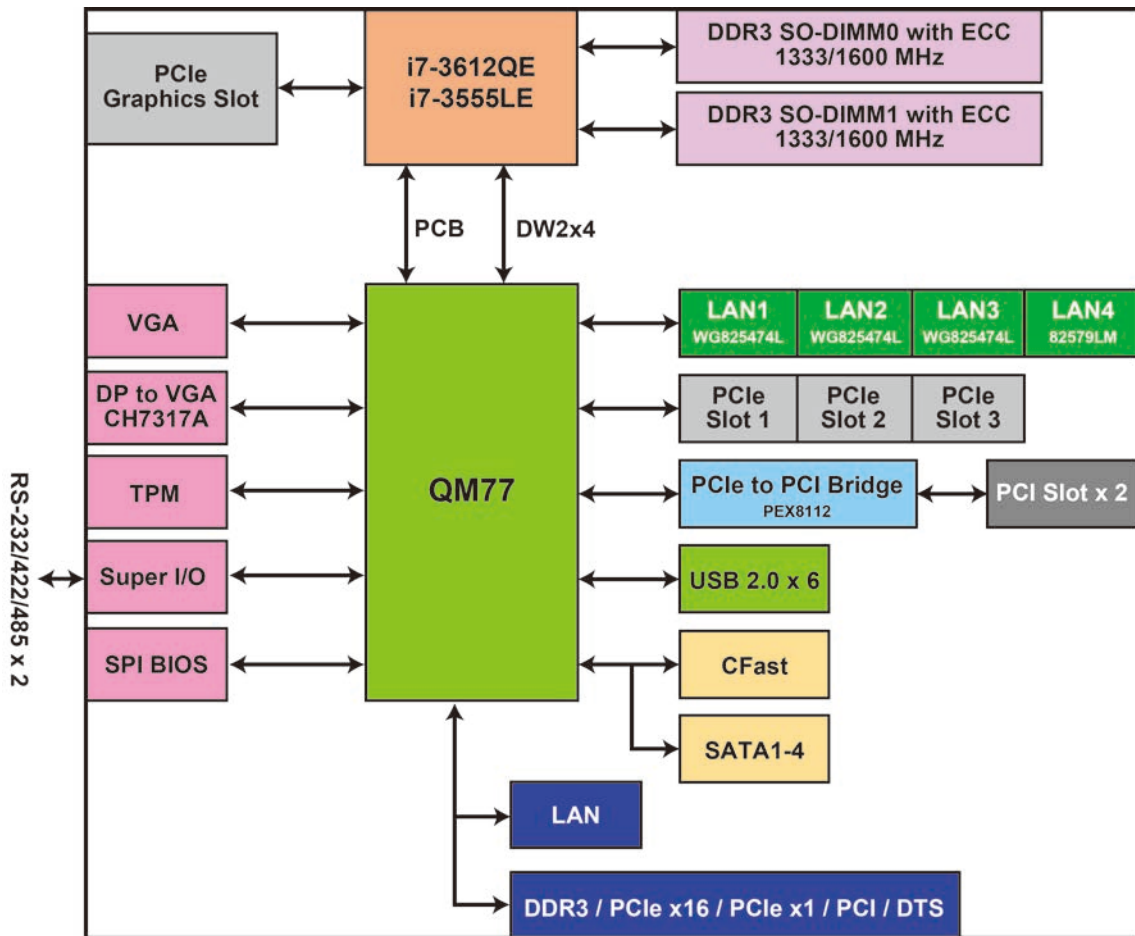 PCIe
Graphics Slot
i7-3612QE
i7-3555LE
DDR3 SO-DIMM0 with ECC
1333/1600 MHz
DDR3 SO-DIMM1 with ECC
1333/1600 MHz
PCB
DW2x4
VGA
DP to VGA
CH7317A
TPM
Super I/O
SPI BIOS
RS-232/422/485 x 2
QM77
LAN1
WG825474L
LAN2
WG825474L
LAN3
WG825474L
LAN4
82579LM
PCIe
Slot 1
PCIe
Slot 2
PCIe
Slot 3
PCIe to PCI Bridge
PEX8112
PCI Slot x 2
USB 2.0 x 6
CFast
SATA1-4
LAN
DDR3 / PCIe x16 / PCIe x1 / PCI / DTS